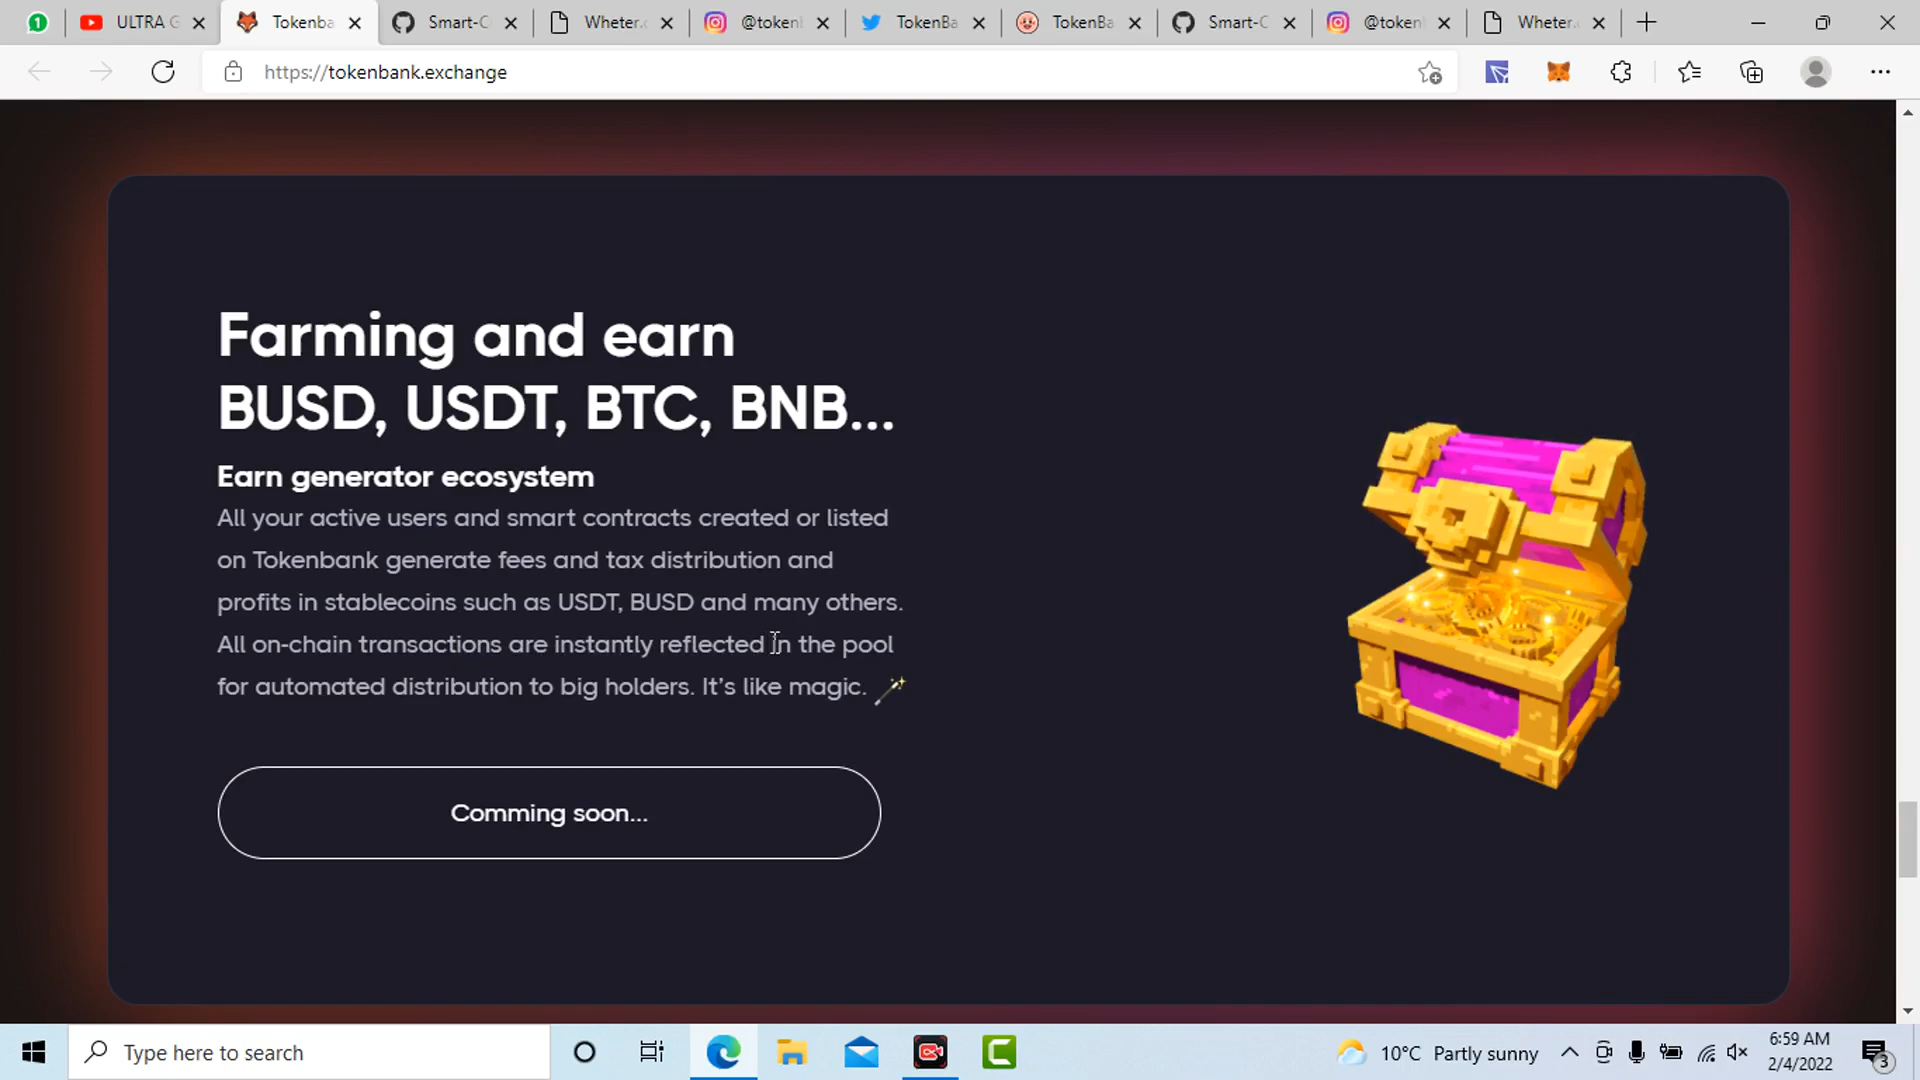 ULTRA G
Tokenba
Smart-C
Wheter.
@token
TokenBa
TokenBa
Smart-C
@token
Wheter.
https://tokenbank.exchange
Farming and earn
BUSD, USDT, BTC, BNB...
Earn generator ecosystem
All your active users and smart contracts created or listed
on Tokenbank generate fees and tax distribution and
profits in stablecoins such as USDT, BUSD and many others.
All on-chain transactions are instantly reflected in the pool
for automated distribution to big holders. It's like magic.
Comming soon...
Type here to search
10°C Partly sunny
6:59 AM
2/4/2022
3